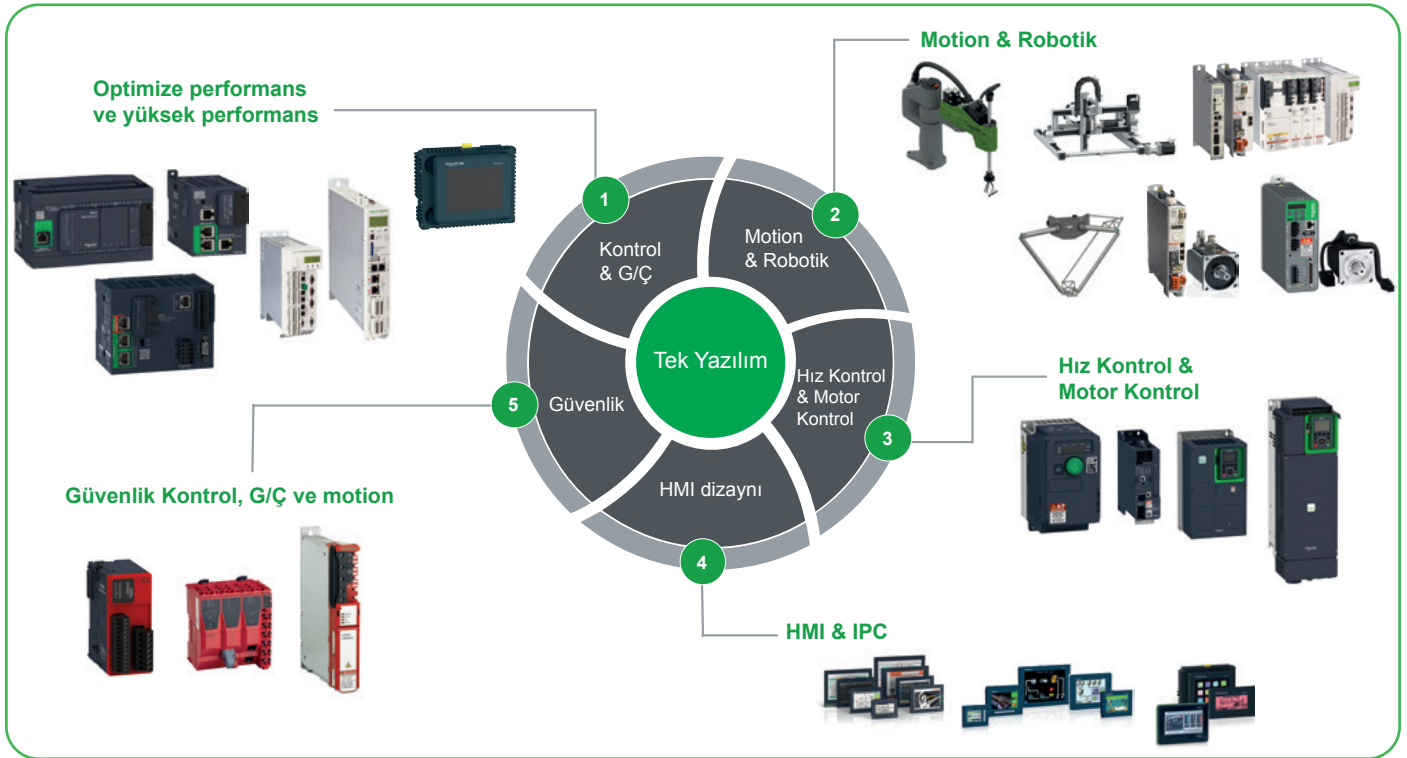 Optimize performans
ve yüksek performans
Motion & Robotik
1
Kontrol
& G/Ç
2
Motion
& Robotik
Tek Yazılım
Hız Kontrol
& Motor
Kontrol
3
Hız Kontrol &
Motor Kontrol
5
Güvenlik
HMI dizaynı
4
Güvenlik Kontrol, G/Ç ve motion
HMI & IPC